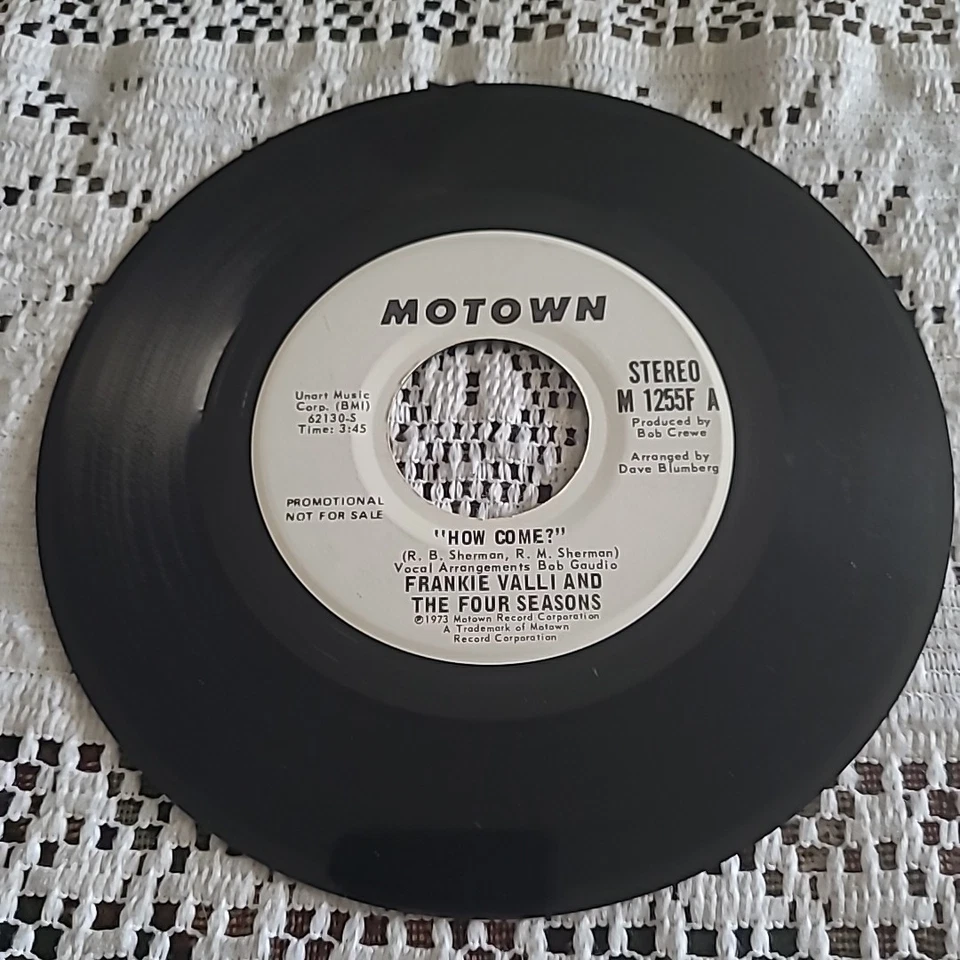 MOTOWN
Unart Music
Corp. (BMI)
62130-S
Time: 3:45
STEREO
M 1255F A
Produced by
Bob Crewe
Arranged by
Dave Blumberg
PROMOTIONAL
NOT FOR SALE
"HOW COME?"
(R. B. Sherman, R. M. Sherman)
Vocal Arrangements Bob Gaudio
FRANKIE VALLI AND
THE FOUR SEASONS
℗1973 Motown Record Corporation
A Trademark of Motown
Record Corporation